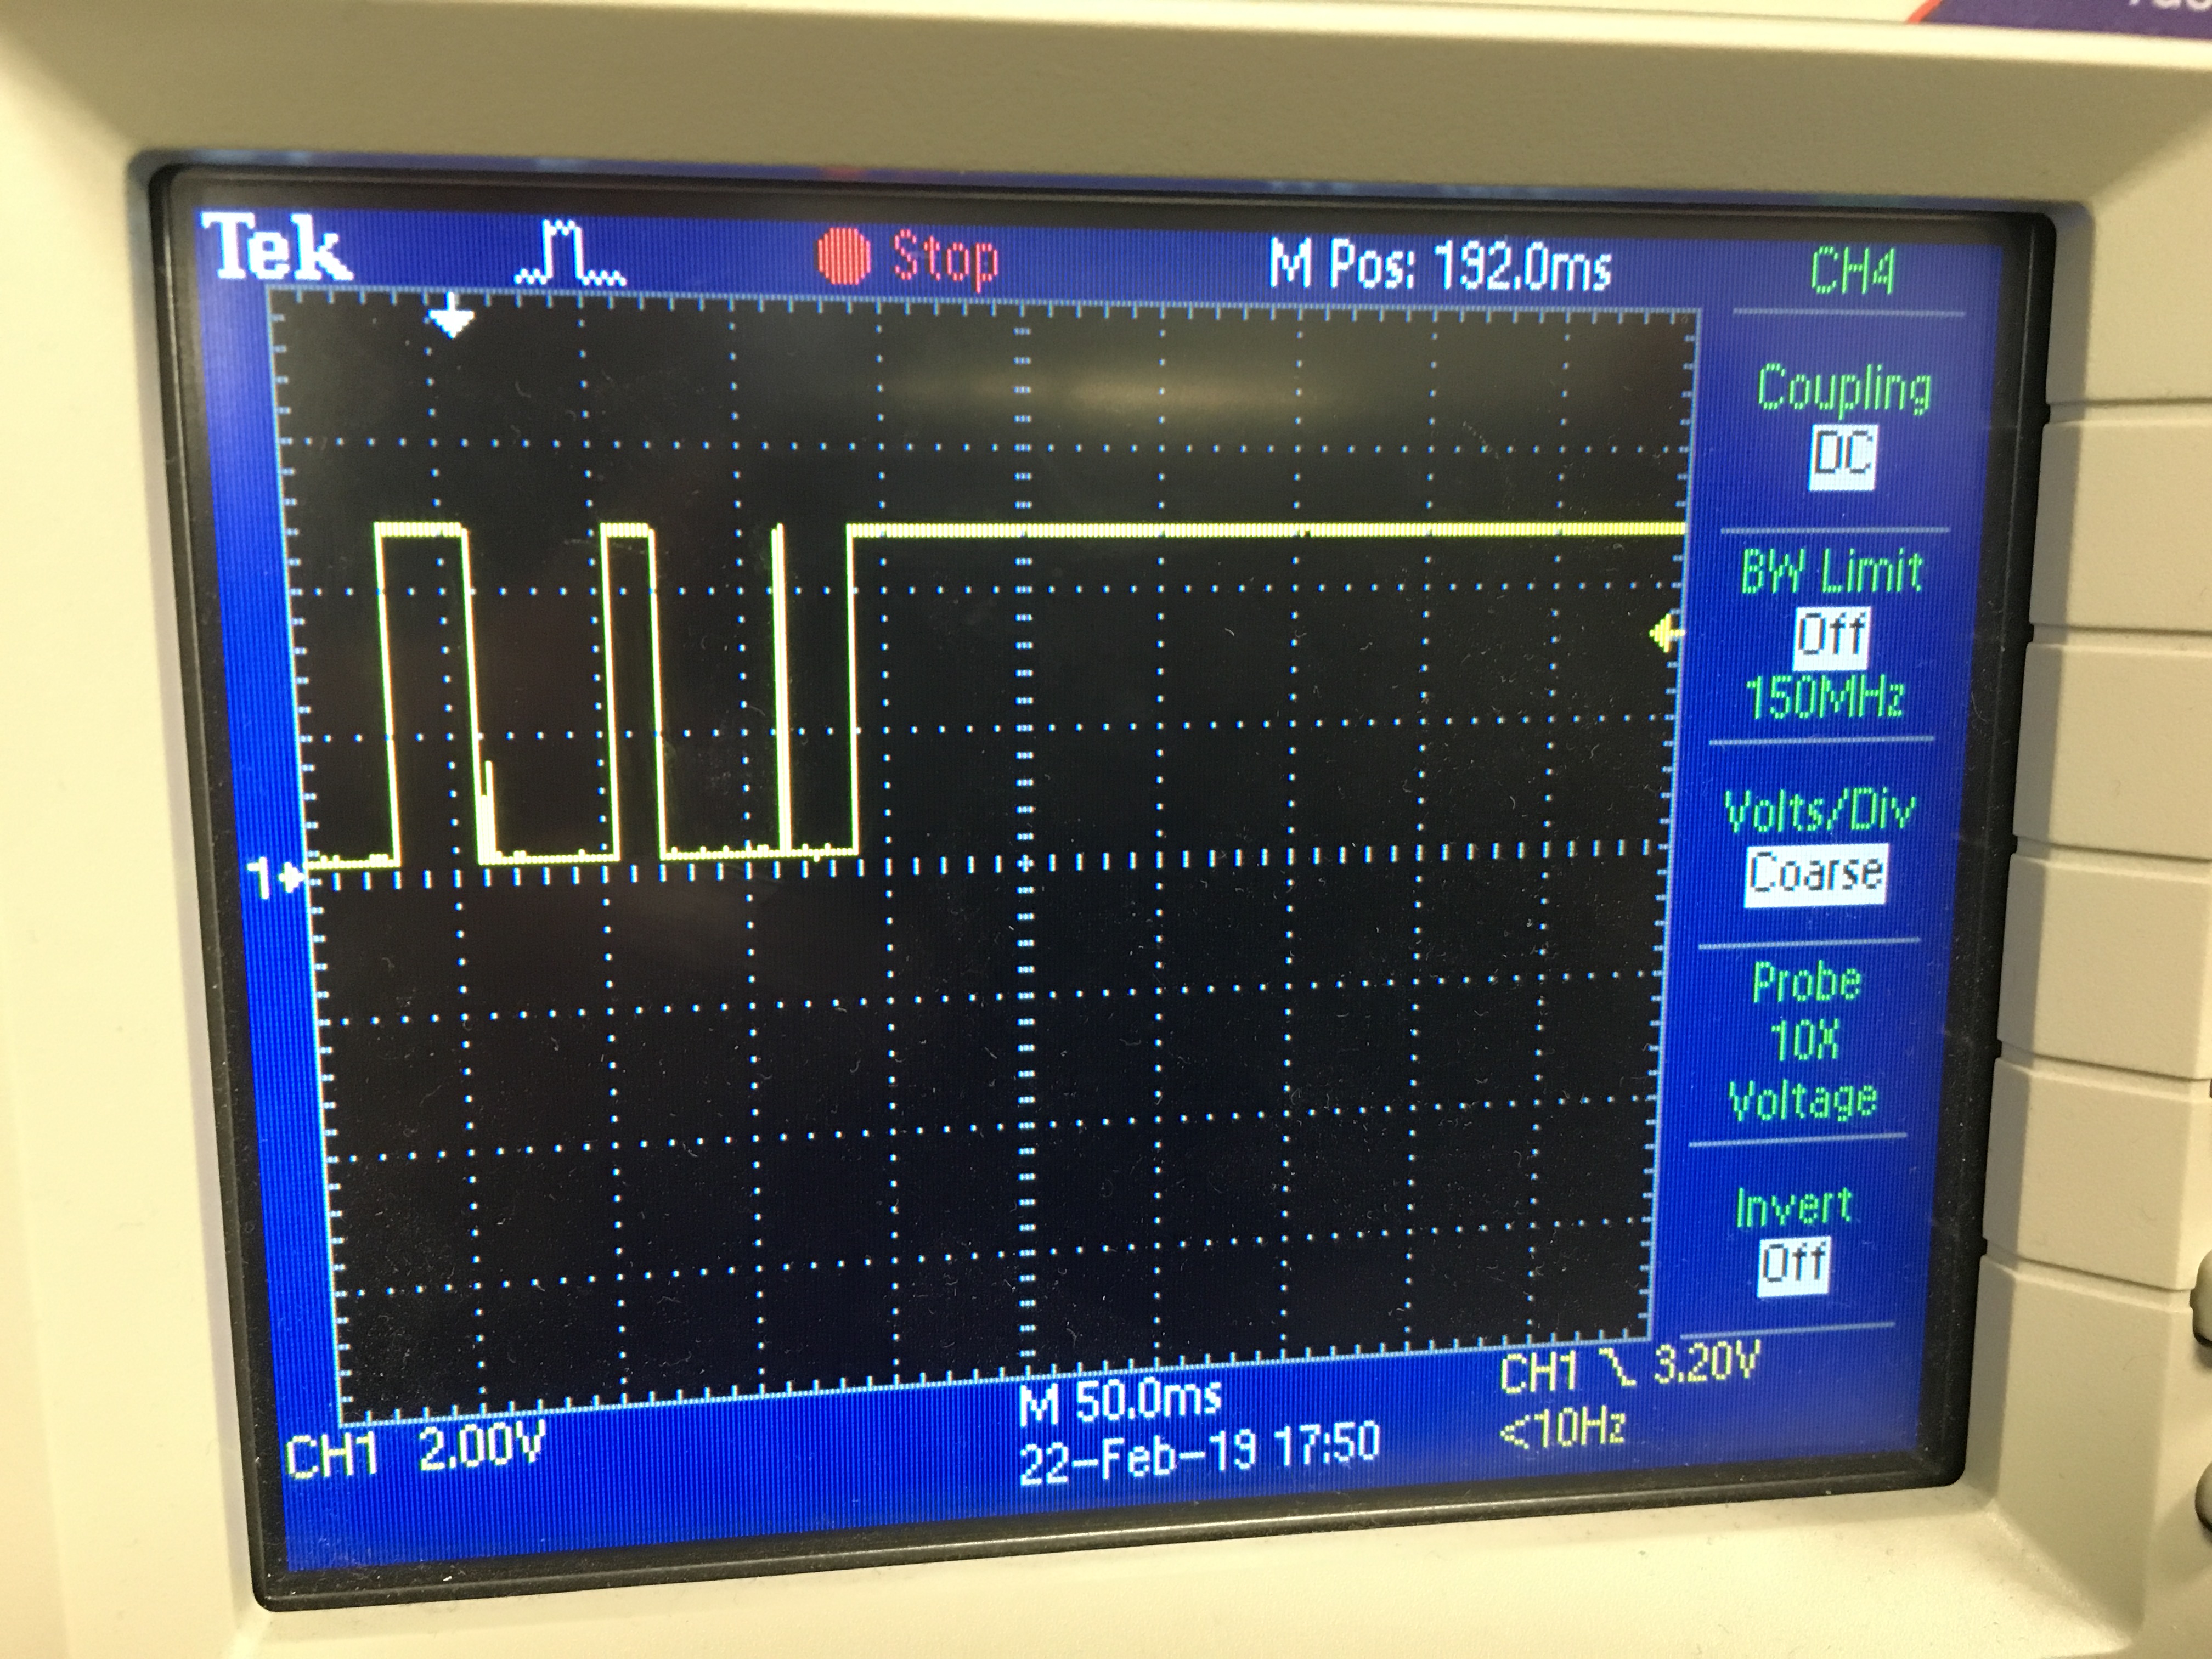 Tek Stop M Pos: 192.0ms CH4
Coupling
DC
BW Limit
Off
150MHz
Volts/Div
Coarse
Probe
10X
Voltage
Invert
Off
1
CH1 2.00V M 50.0ms CH1 3.20V
22-Feb-19 17:50 <10Hz